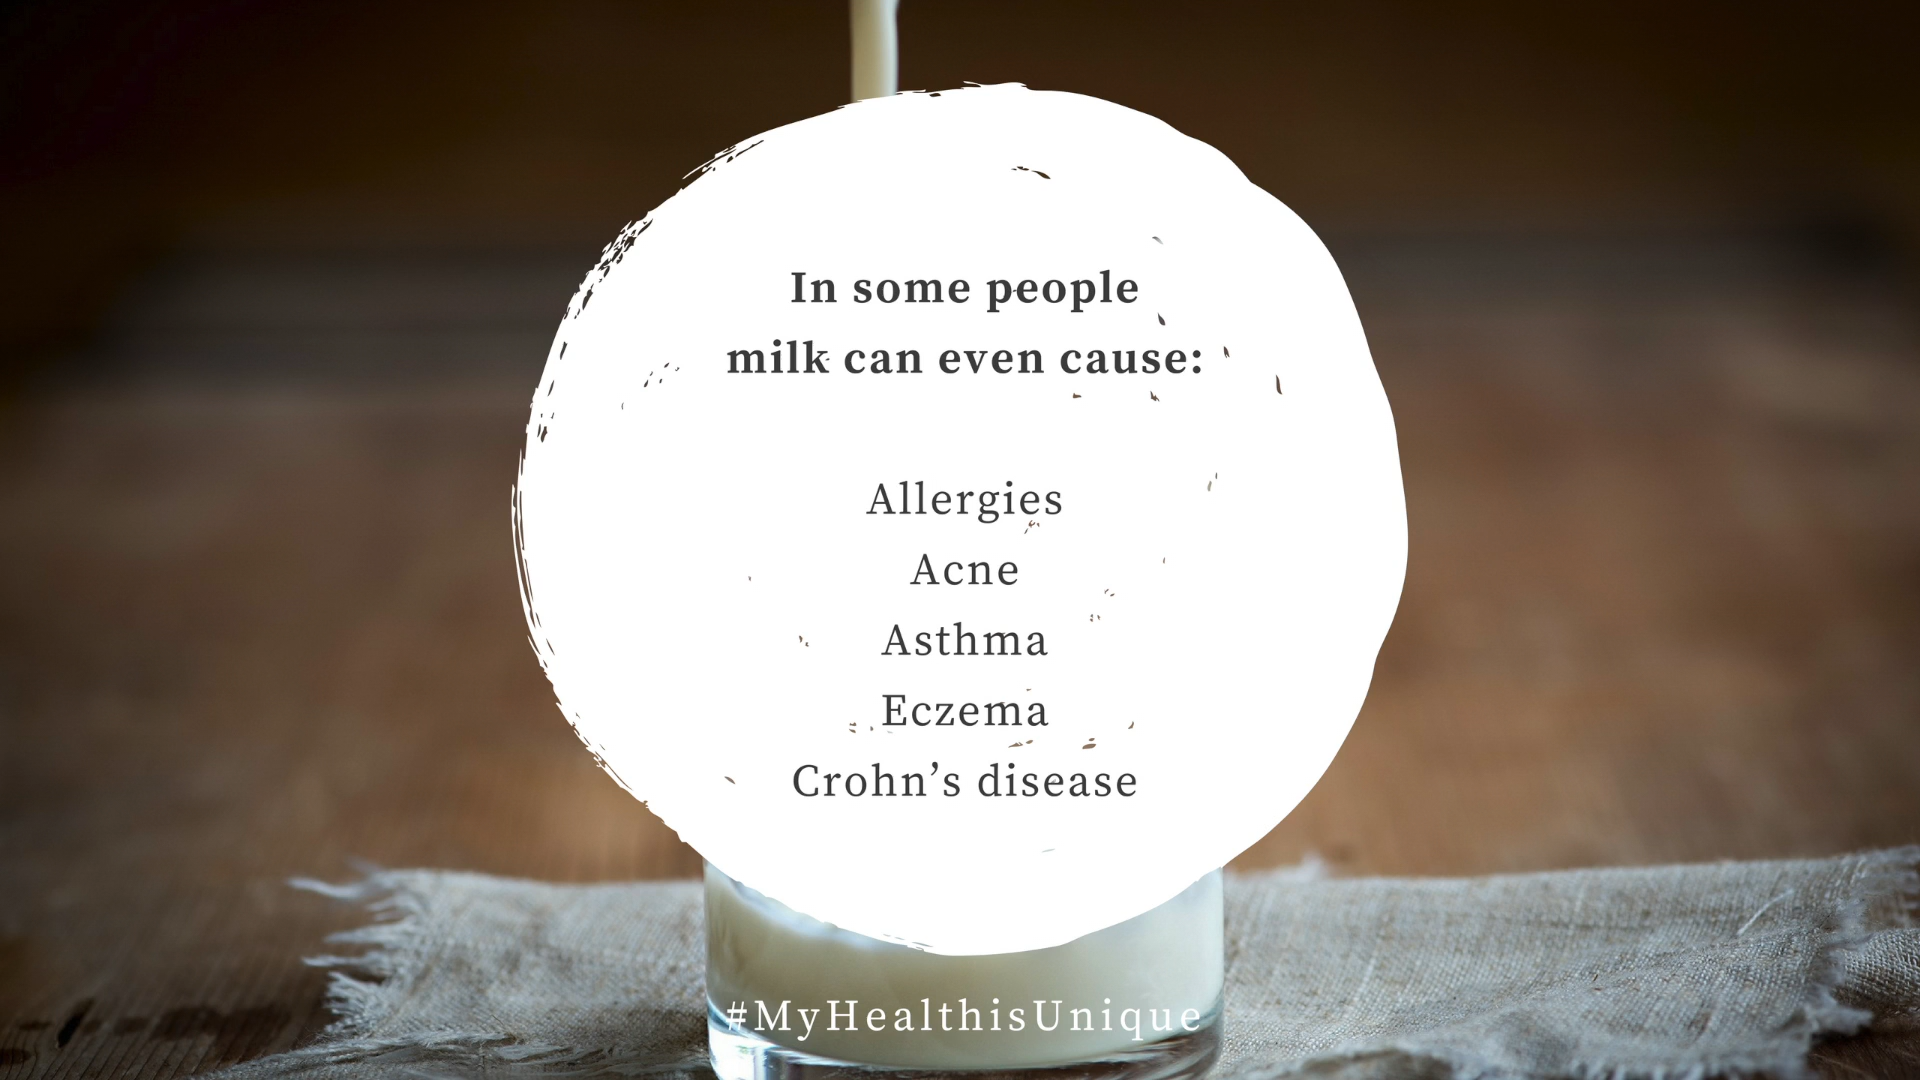 In some people
milk can even cause:
Allergies
Acne
Asthma
Eczema
Crohn’s disease
#MyHealthisUnique